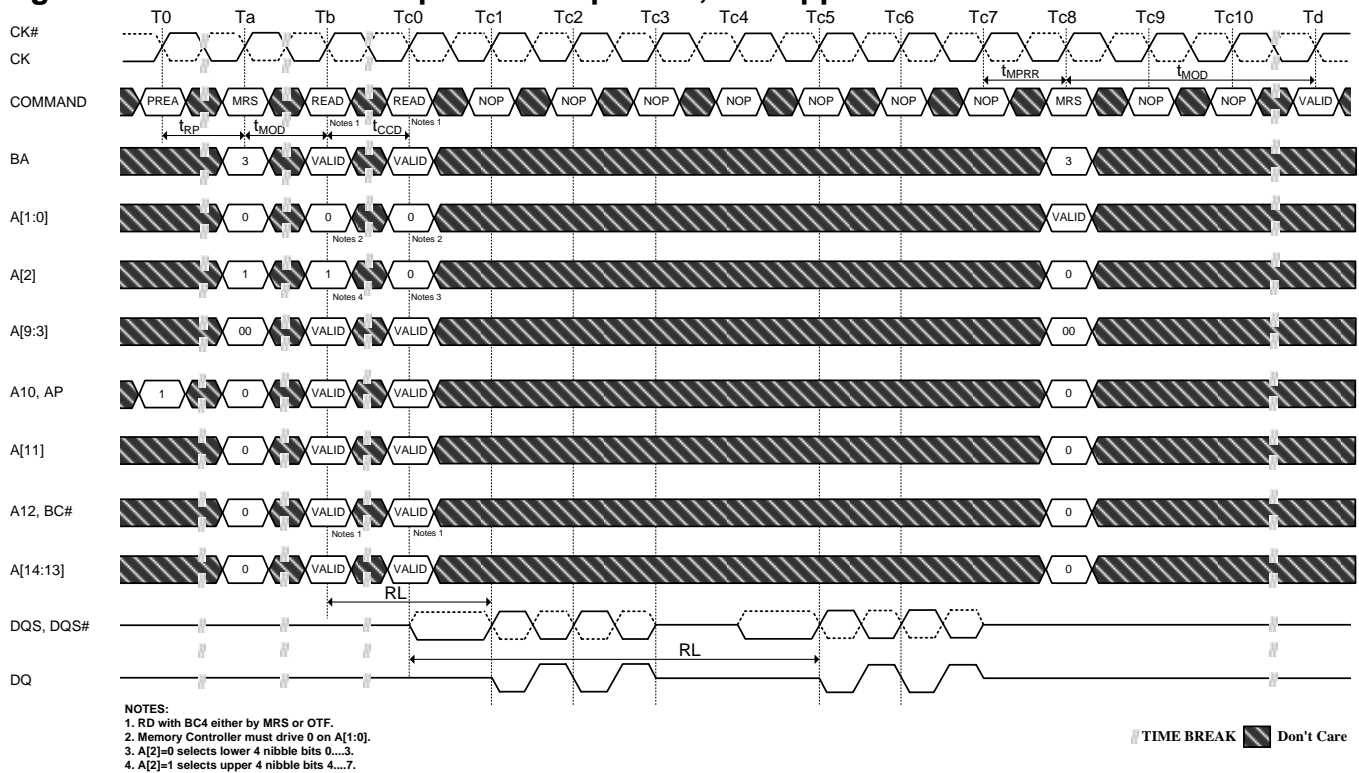 T0 Ta Tb Tc0 Tc1 Tc2 Tc3 Tc4 Tc5 Tc6 Tc7 Tc8 Tc9 Tc10 Td
CK#
CK
tMPRR tMOD
COMMAND PREA MRS READ READ NOP NOP NOP NOP NOP NOP NOP MRS NOP NOP VALID
Notes 1 Notes 1
tRP tMOD tCCD
BA 3 VALID VALID 3
A[1:0] 0 0 0 VALID
Notes 2 Notes 2
A[2] 1 1 0 0
Notes 4 Notes 3
A[9:3] 00 VALID VALID 00
A10, AP 1 0 VALID VALID 0
A[11] 0 VALID VALID 0
A12, BC# 0 VALID VALID 0
Notes 1 Notes 1
A[14:13] 0 VALID VALID 0
RL
DQS, DQS#
RL
DQ
NOTES:
1. RD with BC4 either by MRS or OTF.
2. Memory Controller must drive 0 on A[1:0].
3. A[2]=0 selects lower 4 nibble bits 0....3.
4. A[2]=1 selects upper 4 nibble bits 4....7.
TIME BREAK Don't Care